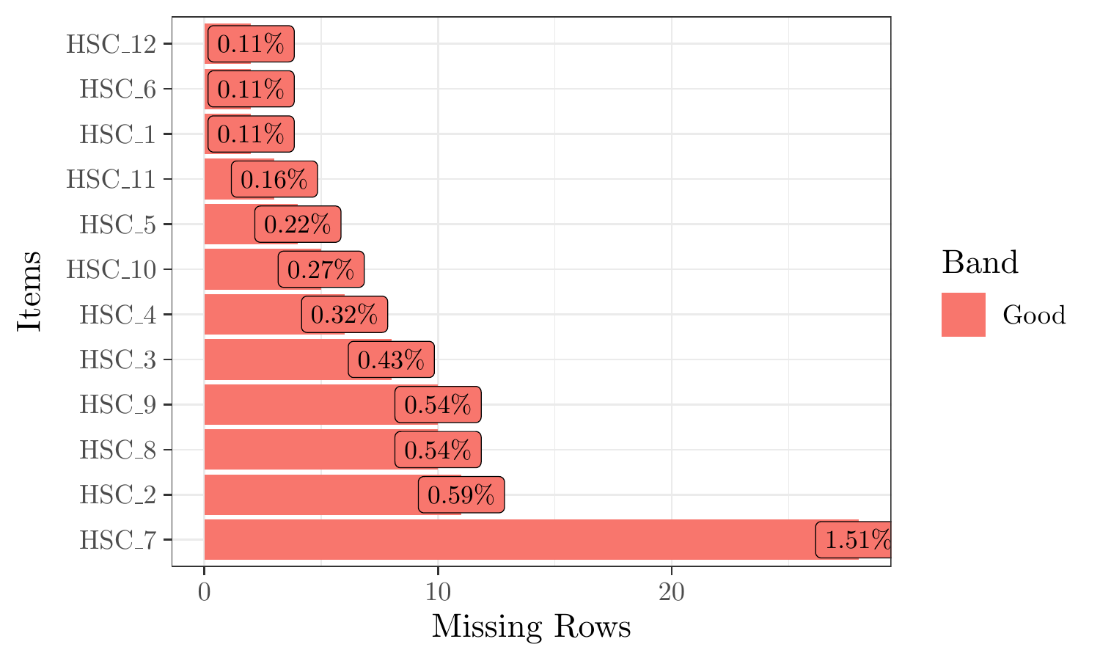 HSC_12 0.11%
HSC_6 0.11%
HSC_1 0.11%
HSC_11 0.16%
HSC_5 0.22%
HSC_10 0.27%
HSC_4 0.32%
HSC_3 0.43%
HSC_9 0.54%
HSC_8 0.54%
HSC_2 0.59%
HSC_7 1.51%
0 10 20
Missing Rows
Items
Band
Good